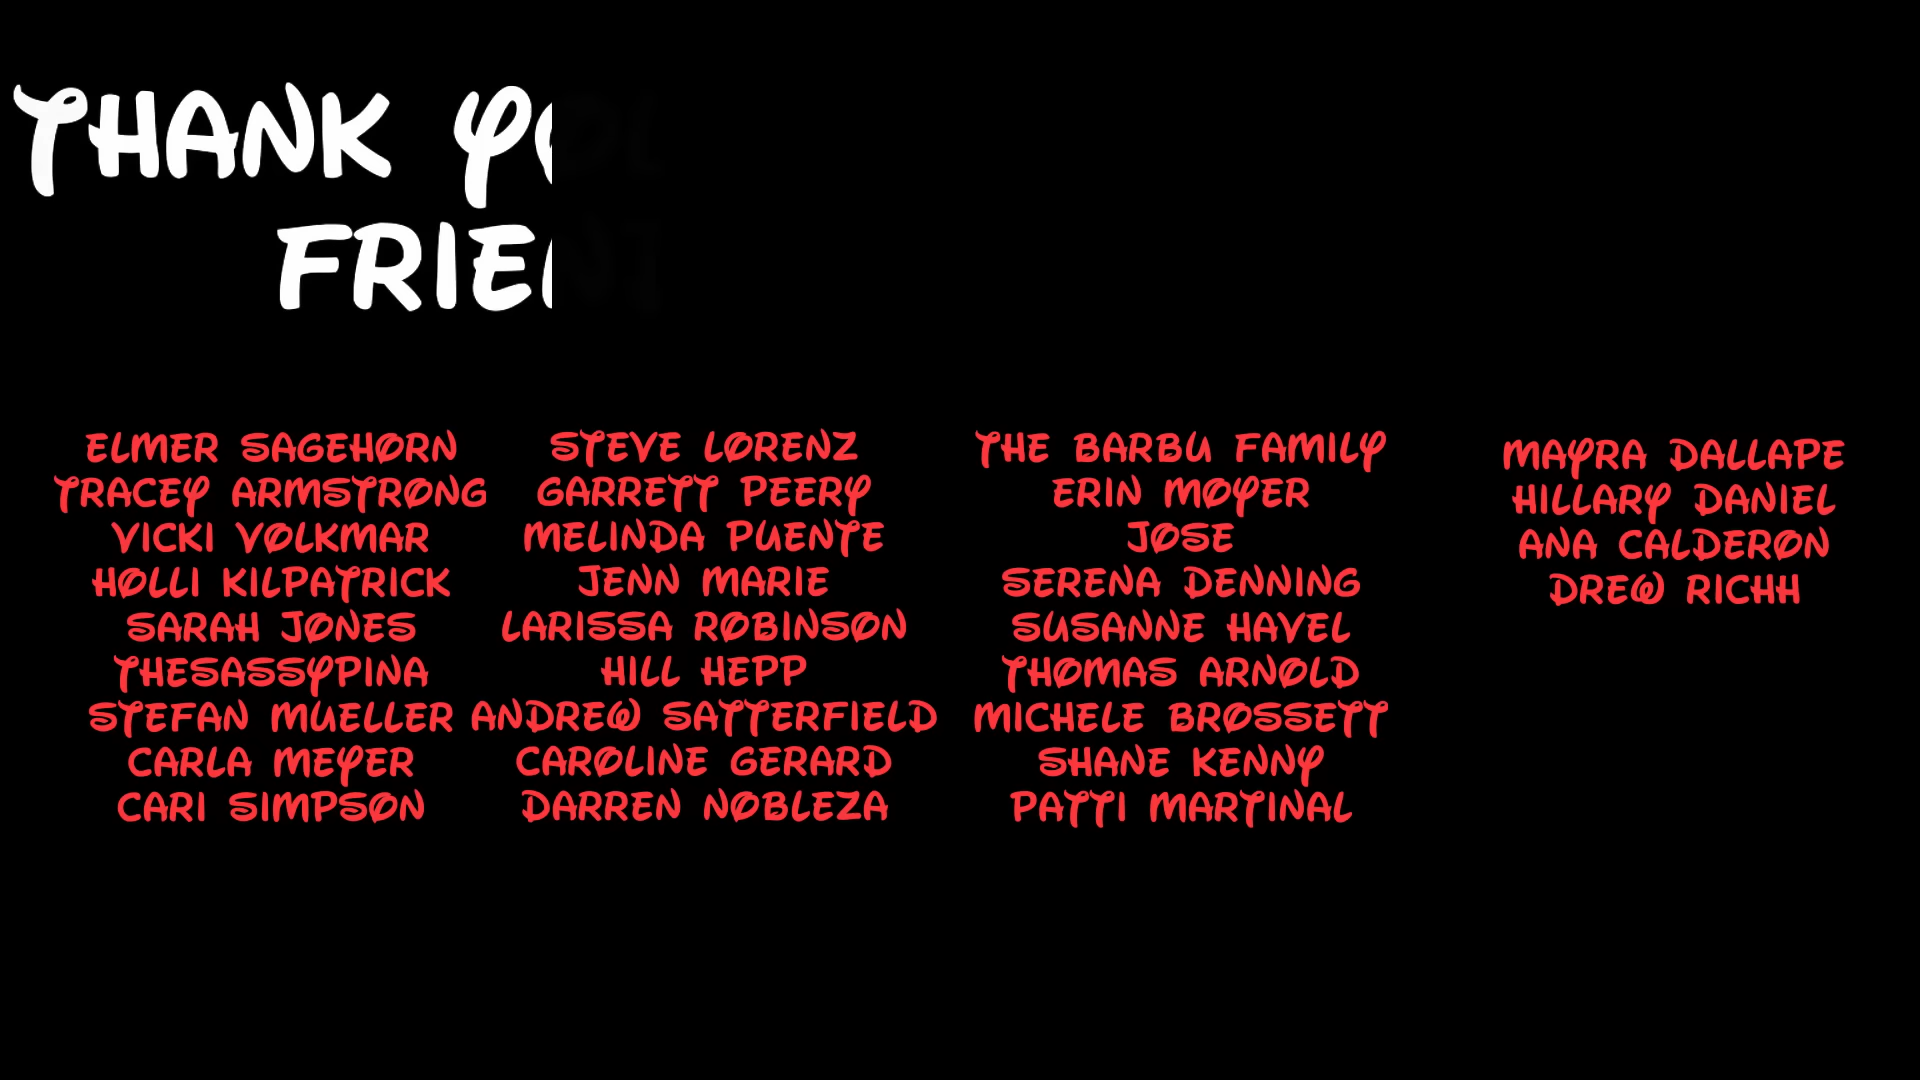 THANK YO
FRIE
ELMER SAGEHORN
TRACEY ARMSTRONG
VICKI VOLKMAR
HOLLI KILPATRICK
SARAH JONES
THESASSYPINA
STEFAN MUELLER
CARLA MEYER
CARI SIMPSON
STEVE LORENZ
GARRETT PEERY
MELINDA PUENTE
JENN MARIE
LARISSA ROBINSON
HILL HEPP
ANDREW SATTERFIELD
CAROLINE GERARD
DARREN NOBLEZA
THE BARBU FAMILY
ERIN MOYER
JOSE
SERENA DENNING
SUSANNE HAVEL
THOMAS ARNOLD
MICHELE BROSSETT
SHANE KENNY
PATTI MARTINAL
MAYRA DALLAPE
HILLARY DANIEL
ANA CALDERON
DREW RICHH